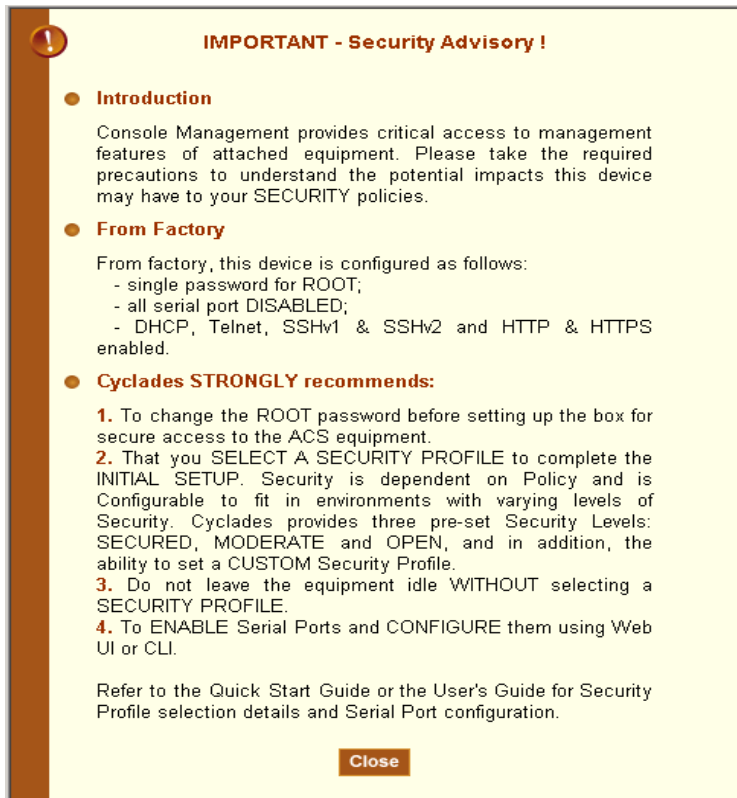 IMPORTANT - Security Advisory !
Introduction
Console Management provides critical access to management
features of attached equipment. Please take the required
precautions to understand the potential impacts this device
may have to your SECURITY policies.
From Factory
From factory, this device is configured as follows:
- single password for ROOT;
- all serial port DISABLED;
- DHCP, Telnet, SSHv1 & SSHv2 and HTTP & HTTPS
enabled.
Cyclades STRONGLY recommends:
1. To change the ROOT password before setting up the box for
secure access to the ACS equipment.
2. That you SELECT A SECURITY PROFILE to complete the
INITIAL SETUP. Security is dependent on Policy and is
Configurable to fit in environments with varying levels of
Security. Cyclades provides three pre-set Security Levels:
SECURED, MODERATE and OPEN, and in addition, the
ability to set a CUSTOM Security Profile.
3. Do not leave the equipment idle WITHOUT selecting a
SECURITY PROFILE.
4. To ENABLE Serial Ports and CONFIGURE them using Web
UI or CLI.
Refer to the Quick Start Guide or the User's Guide for Security
Profile selection details and Serial Port configuration.
Close